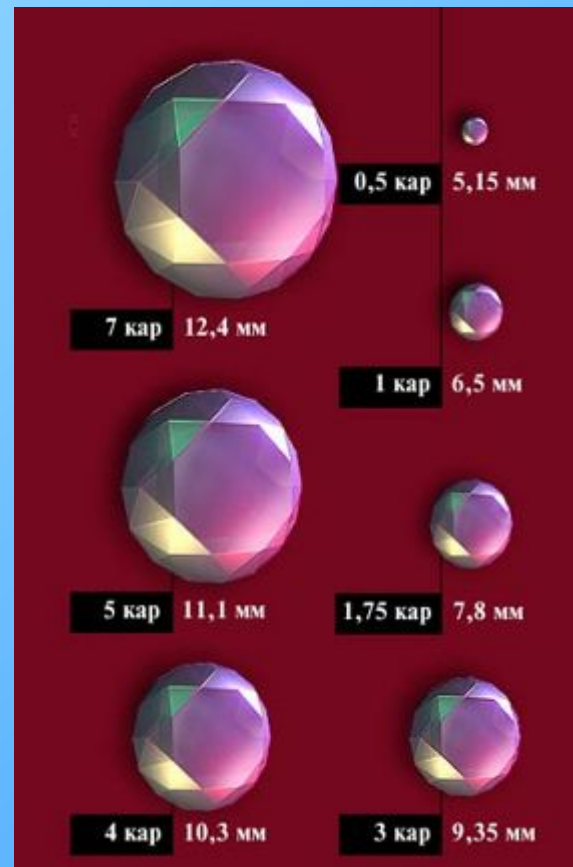 0,5 кар 5,15 мм
7 кар 12,4 мм
1 кар 6,5 мм
5 кар 11,1 мм
1,75 кар 7,8 мм
4 кар 10,3 мм
3 кар 9,35 мм